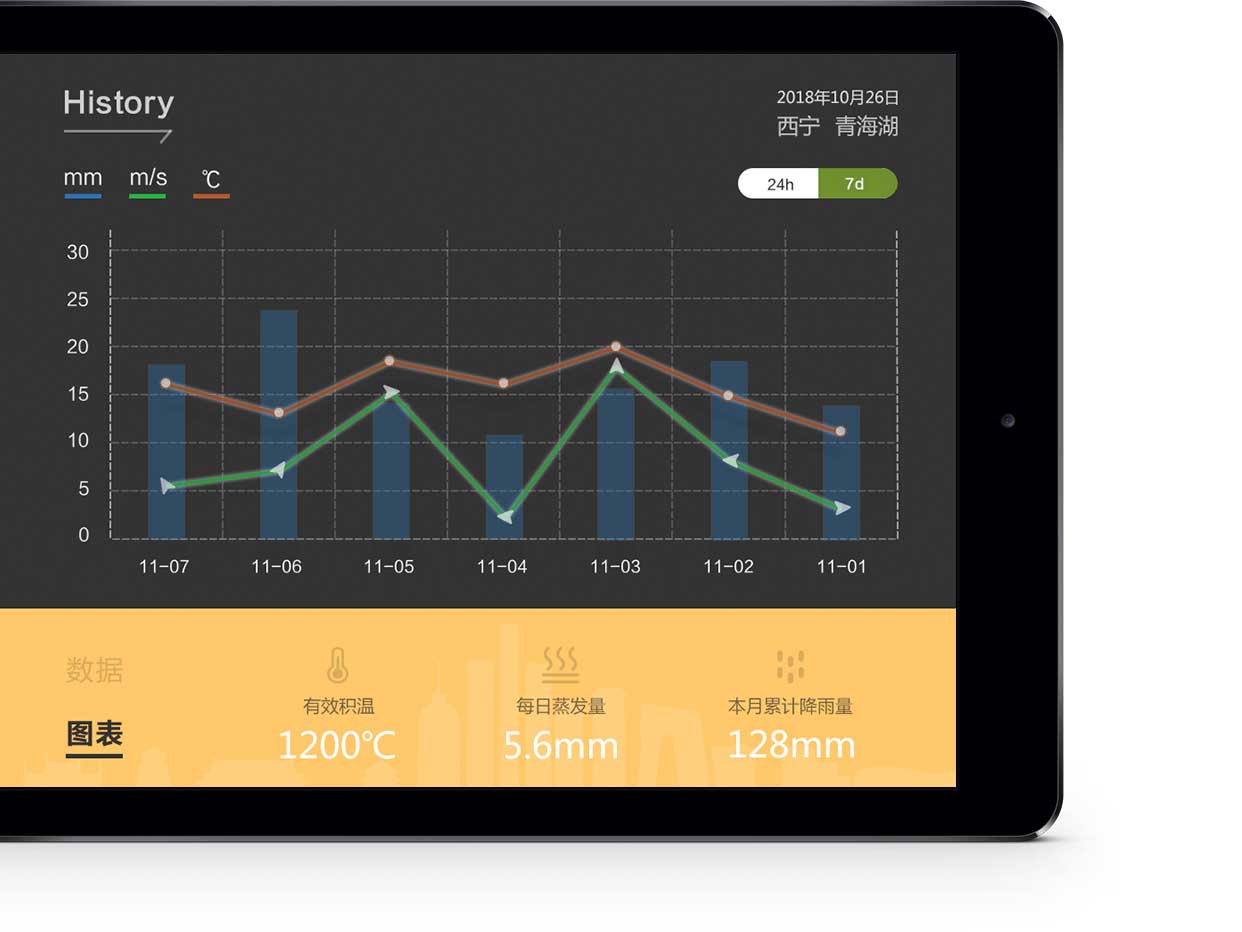 History
2018年10月26日
西宁 青海湖
mm m/s ℃
24h 7d
30
25
20
15
10
5
0
11-07 11-06 11-05 11-04 11-03 11-02 11-01
数据
图表
有效积温
1200℃
每日蒸发量
5.6mm
本月累计降雨量
128mm